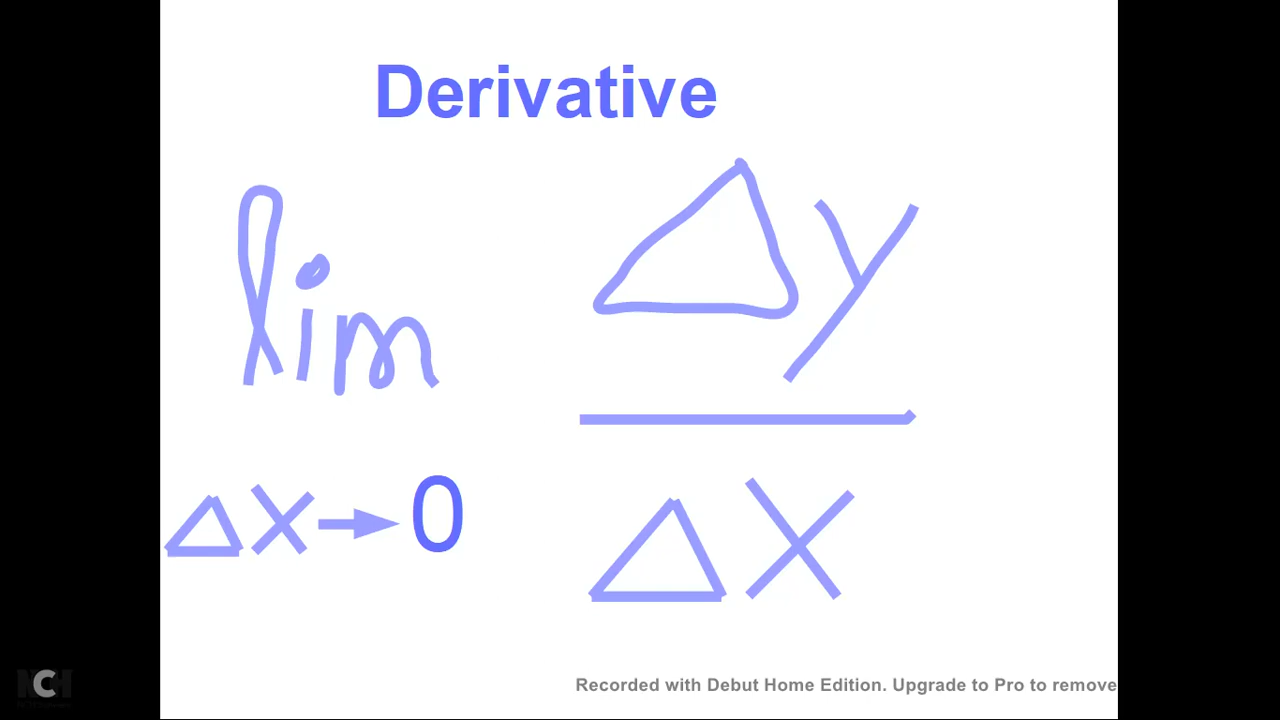 Derivative
lim Δy
Δx→0 Δx
Recorded with Debut Home Edition. Upgrade to Pro to remove